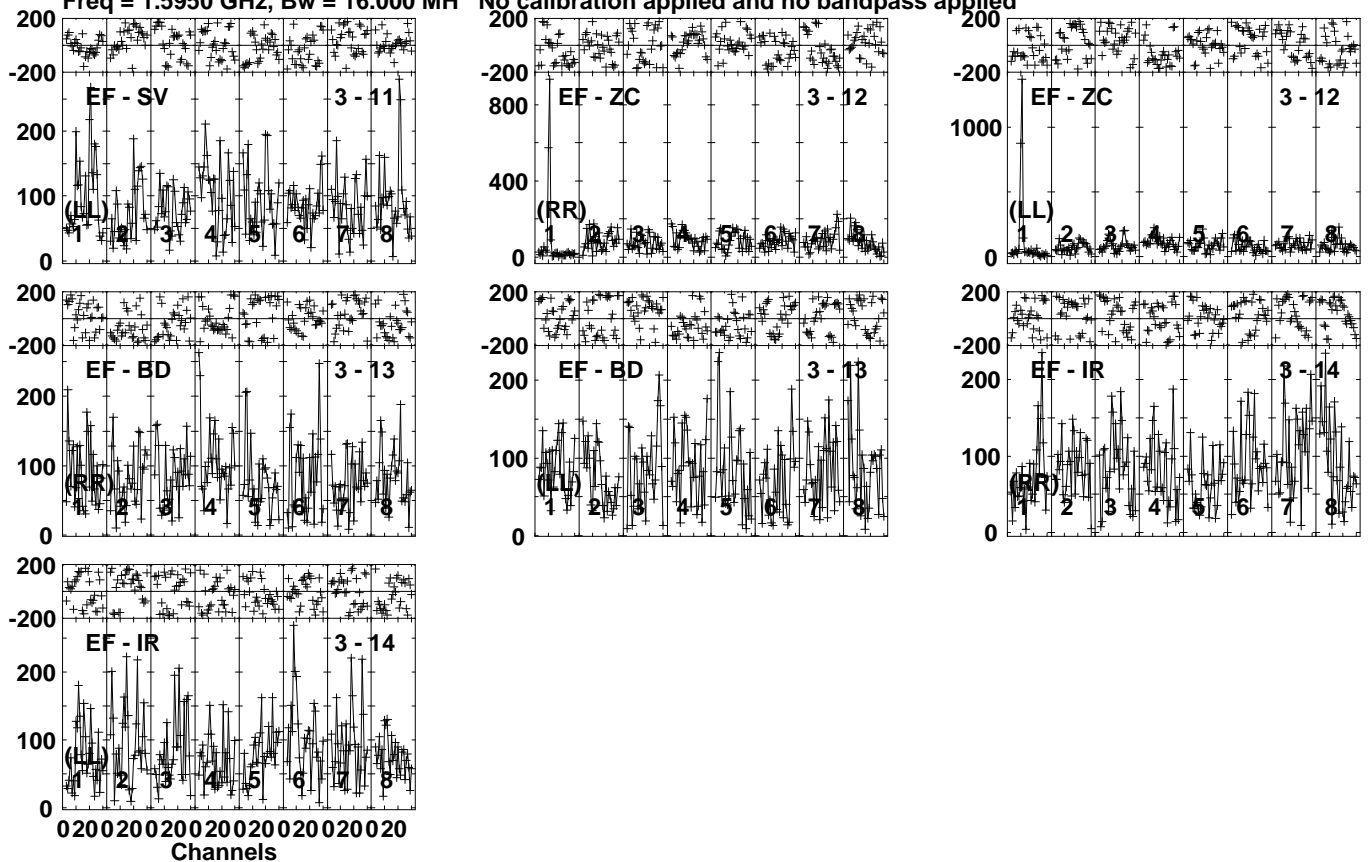 Freq = 1.5950 GHz, Bw = 16.000 MH No calibration applied and no bandpass applied
200
-200
EF - SV 3 - 11
200
100
0
(LL)
1 2 3 4 5 6 7 8
200
-200
EF - ZC 3 - 12
800
400
0
(RR)
1 2 3 4 5 6 7 8
200
-200
EF - ZC 3 - 12
1000
0
(LL)
1 2 3 4 5 6 7 8
200
-200
EF - BD 3 - 13
200
100
0
(RR)
1 2 3 4 5 6 7 8
200
-200
EF - BD 3 - 13
200
100
0
(LL)
1 2 3 4 5 6 7 8
200
-200
EF - IR 3 - 14
200
100
0
(RR)
1 2 3 4 5 6 7 8
200
-200
EF - IR 3 - 14
200
100
0
(LL)
1 2 3 4 5 6 7 8
0 20 0 20 0 20 0 20 0 20 0 20 0 20 0 20
Channels